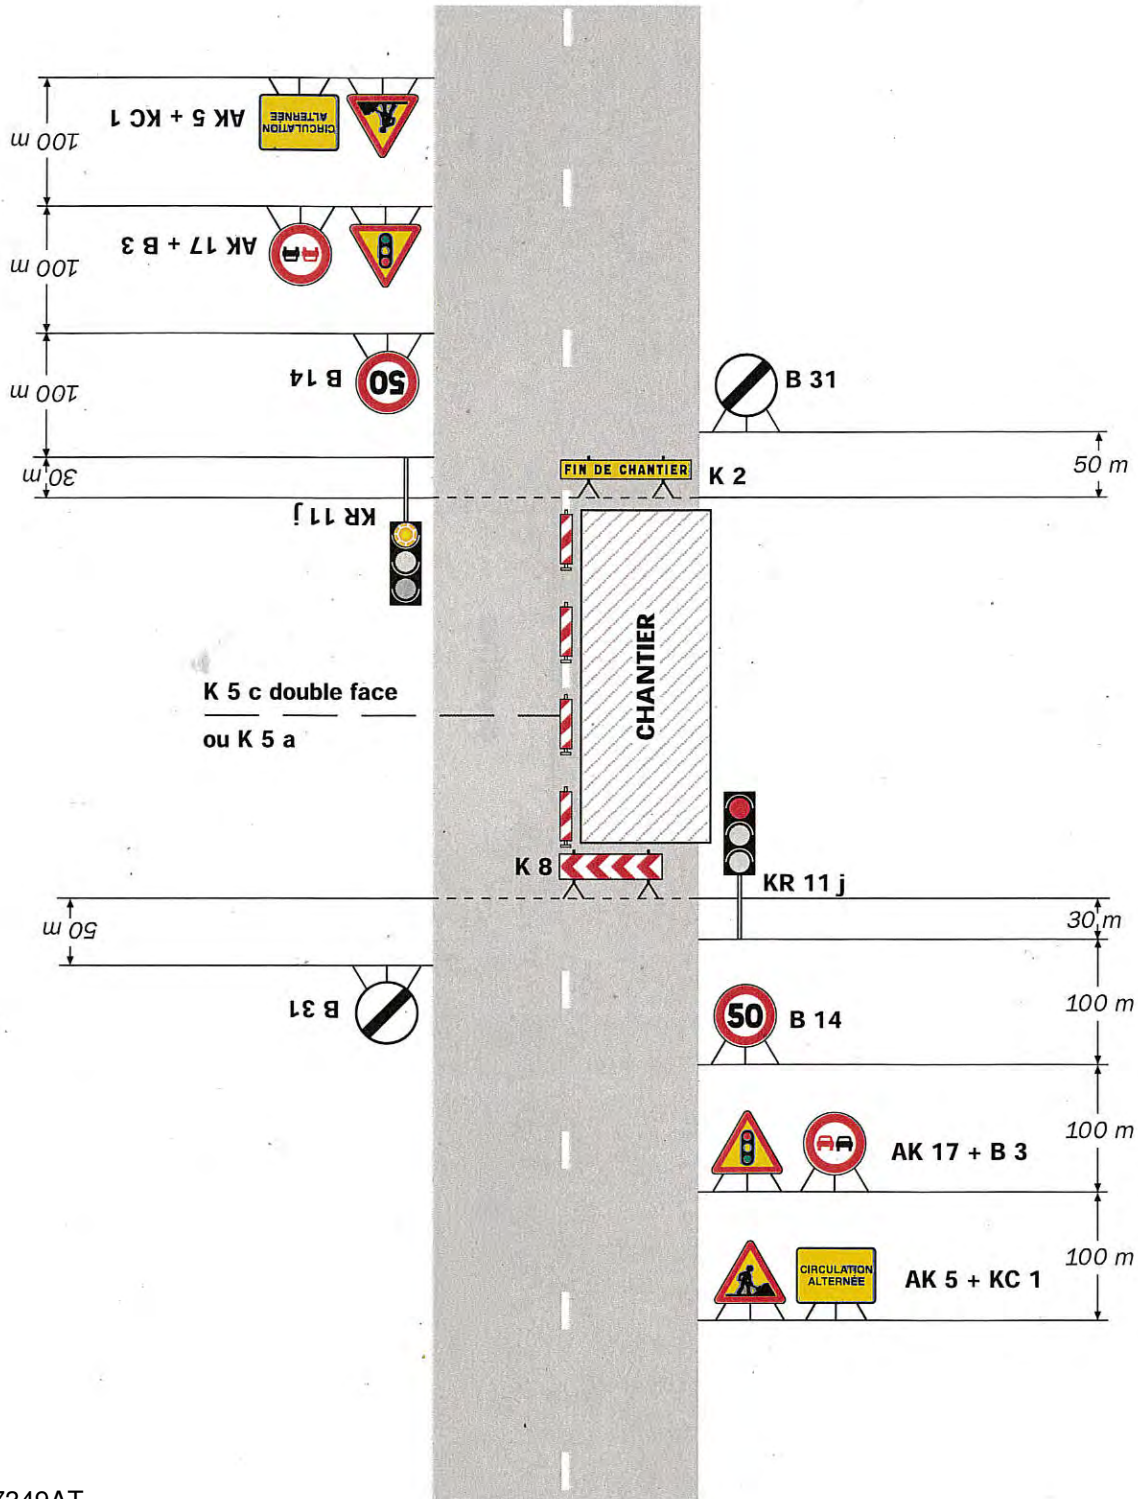 AK 5 + KC 1
CIRCULATION
ALTERNÉE
100 m
AK 17 + B 3
100 m
B 14
50
100 m
B 31
50 m
30 m
FIN DE CHANTIER
K 2
KR 11 j
CHANTIER
K 5 c double face
ou K 5 a
K 8
KR 11 j
50 m
30 m
B 31
50
B 14
100 m
AK 17 + B 3
100 m
CIRCULATION
ALTERNÉE
AK 5 + KC 1
100 m